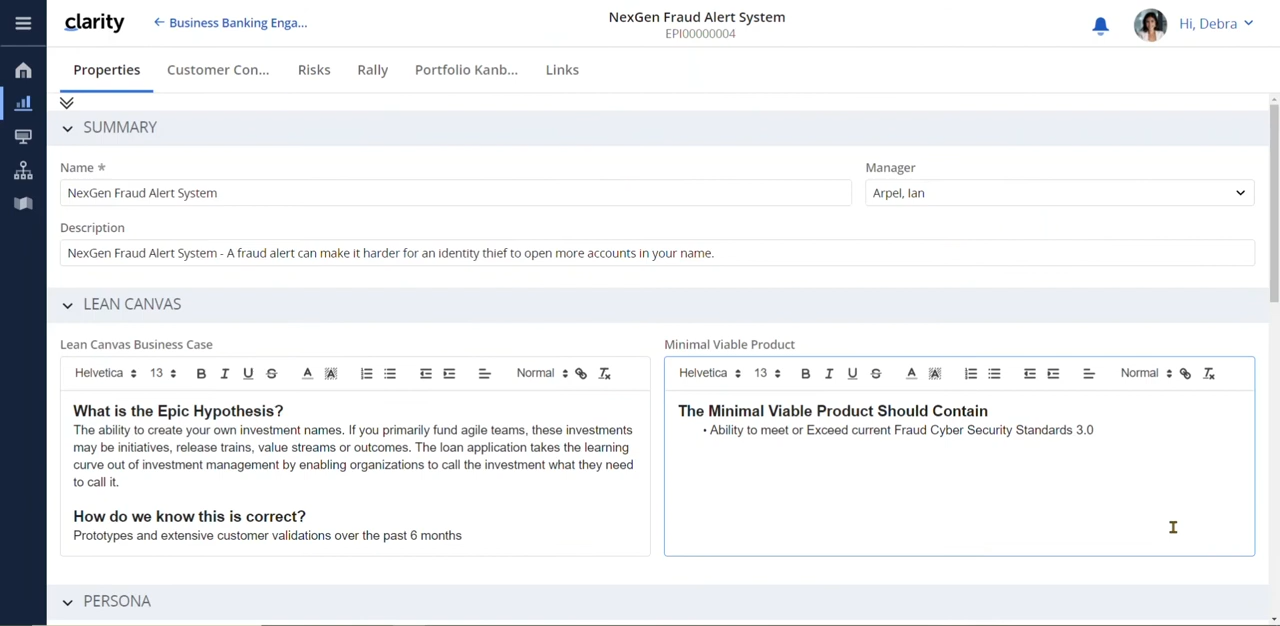 clarity
Business Banking Enga...
NexGen Fraud Alert System
EPI00000004
Hi, Debra
Properties
Customer Con...
Risks
Rally
Portfolio Kanb...
Links
SUMMARY
Name *
Manager
NexGen Fraud Alert System
Arpel, Ian
Description
NexGen Fraud Alert System - A fraud alert can make it harder for an identity thief to open more accounts in your name.
LEAN CANVAS
Lean Canvas Business Case
Minimal Viable Product
Helvetica 13 B I U S A A Normal
Helvetica 13 B I U S A A Normal
What is the Epic Hypothesis?
The ability to create your own investment names. If you primarily fund agile teams, these investments
may be initiatives, release trains, value streams or outcomes. The loan application takes the learning
curve out of investment management by enabling organizations to call the investment what they need
to call it.
How do we know this is correct?
Prototypes and extensive customer validations over the past 6 months
The Minimal Viable Product Should Contain
• Ability to meet or Exceed current Fraud Cyber Security Standards 3.0
PERSONA